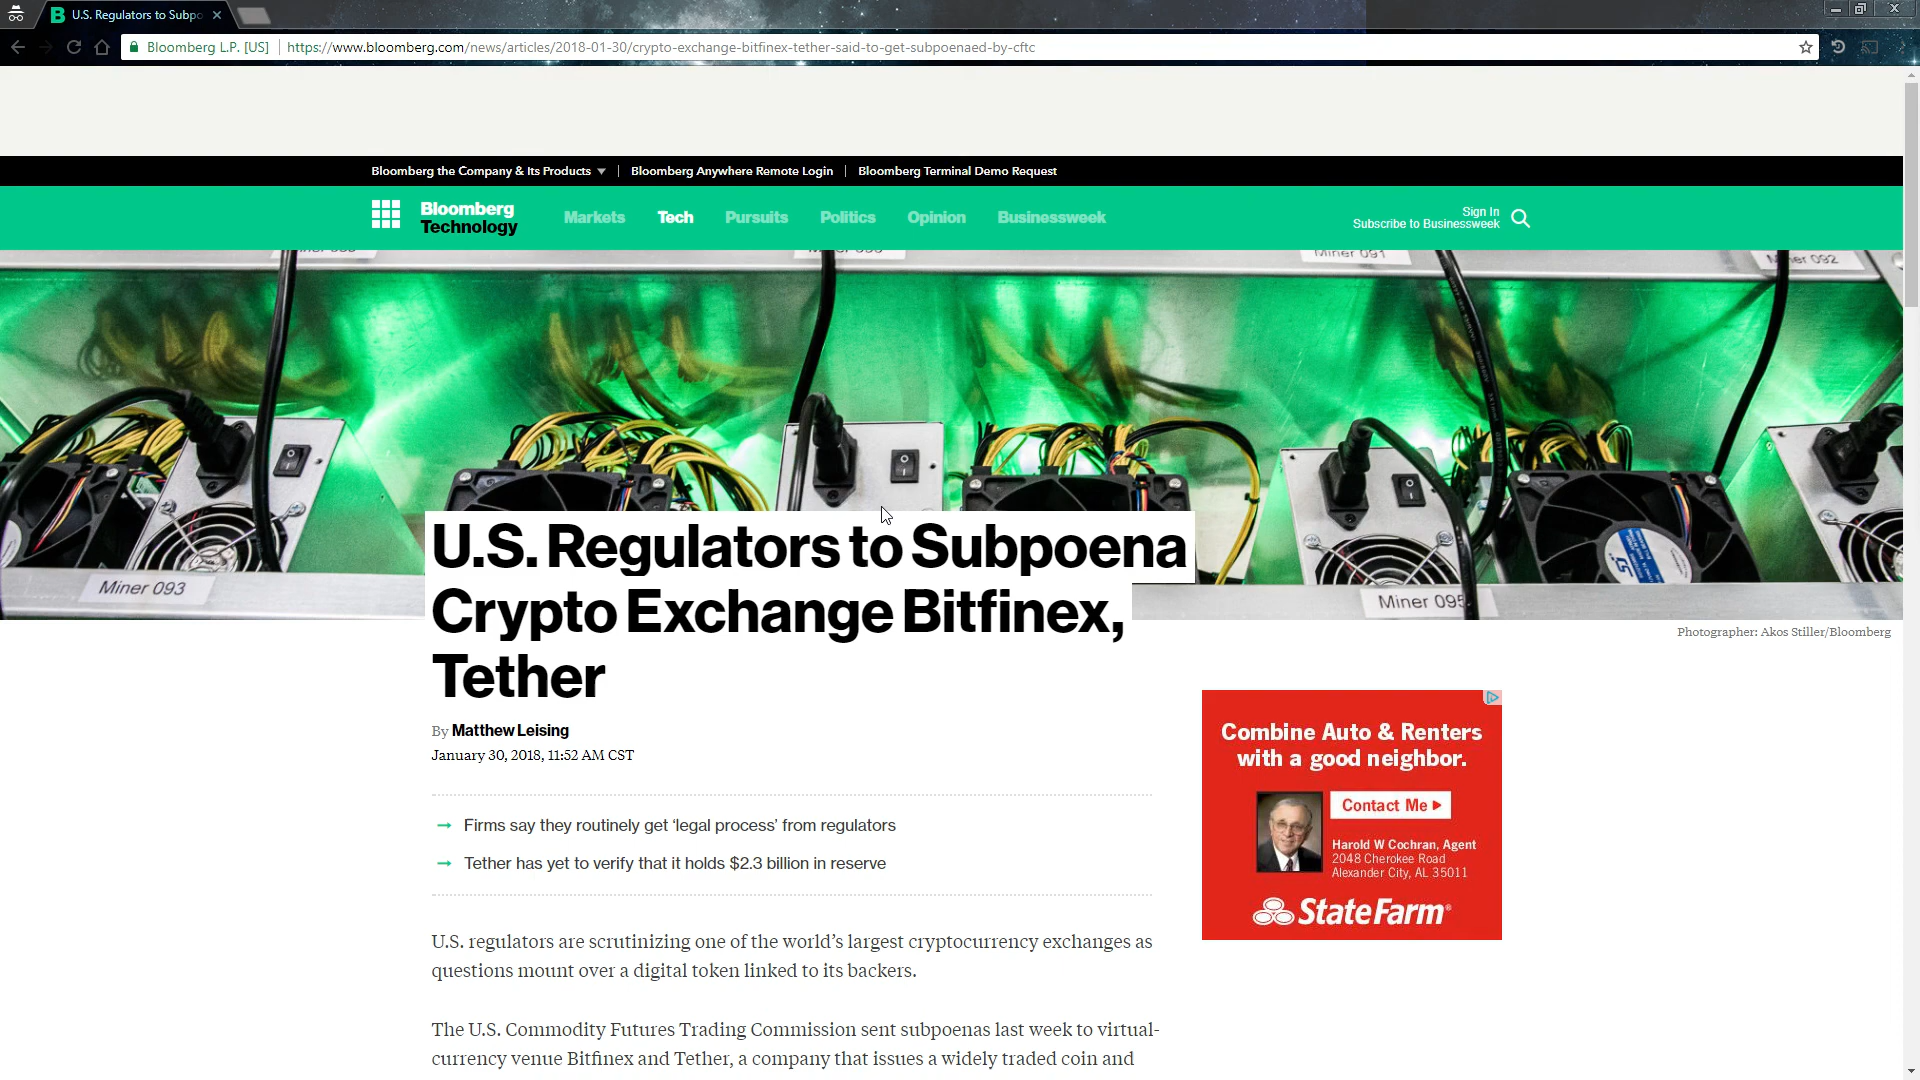 U.S. Regulators to Subpo
Bloomberg L.P. [US]
https://www.bloomberg.com/news/articles/2018-01-30/crypto-exchange-bitfinex-tether-said-to-get-subpoenaed-by-cftc
Bloomberg the Company & Its Products
Bloomberg Anywhere Remote Login
Bloomberg Terminal Demo Request
Bloomberg
Technology
Markets
Tech
Pursuits
Politics
Opinion
Businessweek
Sign In
Subscribe to Businessweek
Miner 091
Miner 092
Miner 093
Miner 095
U.S. Regulators to Subpoena
Crypto Exchange Bitfinex,
Tether
Photographer: Akos Stiller/Bloomberg
By Matthew Leising
January 30, 2018, 11:52 AM CST
→ Firms say they routinely get ‘legal process’ from regulators
→ Tether has yet to verify that it holds $2.3 billion in reserve
U.S. regulators are scrutinizing one of the world’s largest cryptocurrency exchanges as
questions mount over a digital token linked to its backers.
The U.S. Commodity Futures Trading Commission sent subpoenas last week to virtual-
currency venue Bitfinex and Tether, a company that issues a widely traded coin and
Combine Auto & Renters
with a good neighbor.
Contact Me
Harold W Cochran, Agent
2048 Cherokee Road
Alexander City, AL 35011
StateFarm®